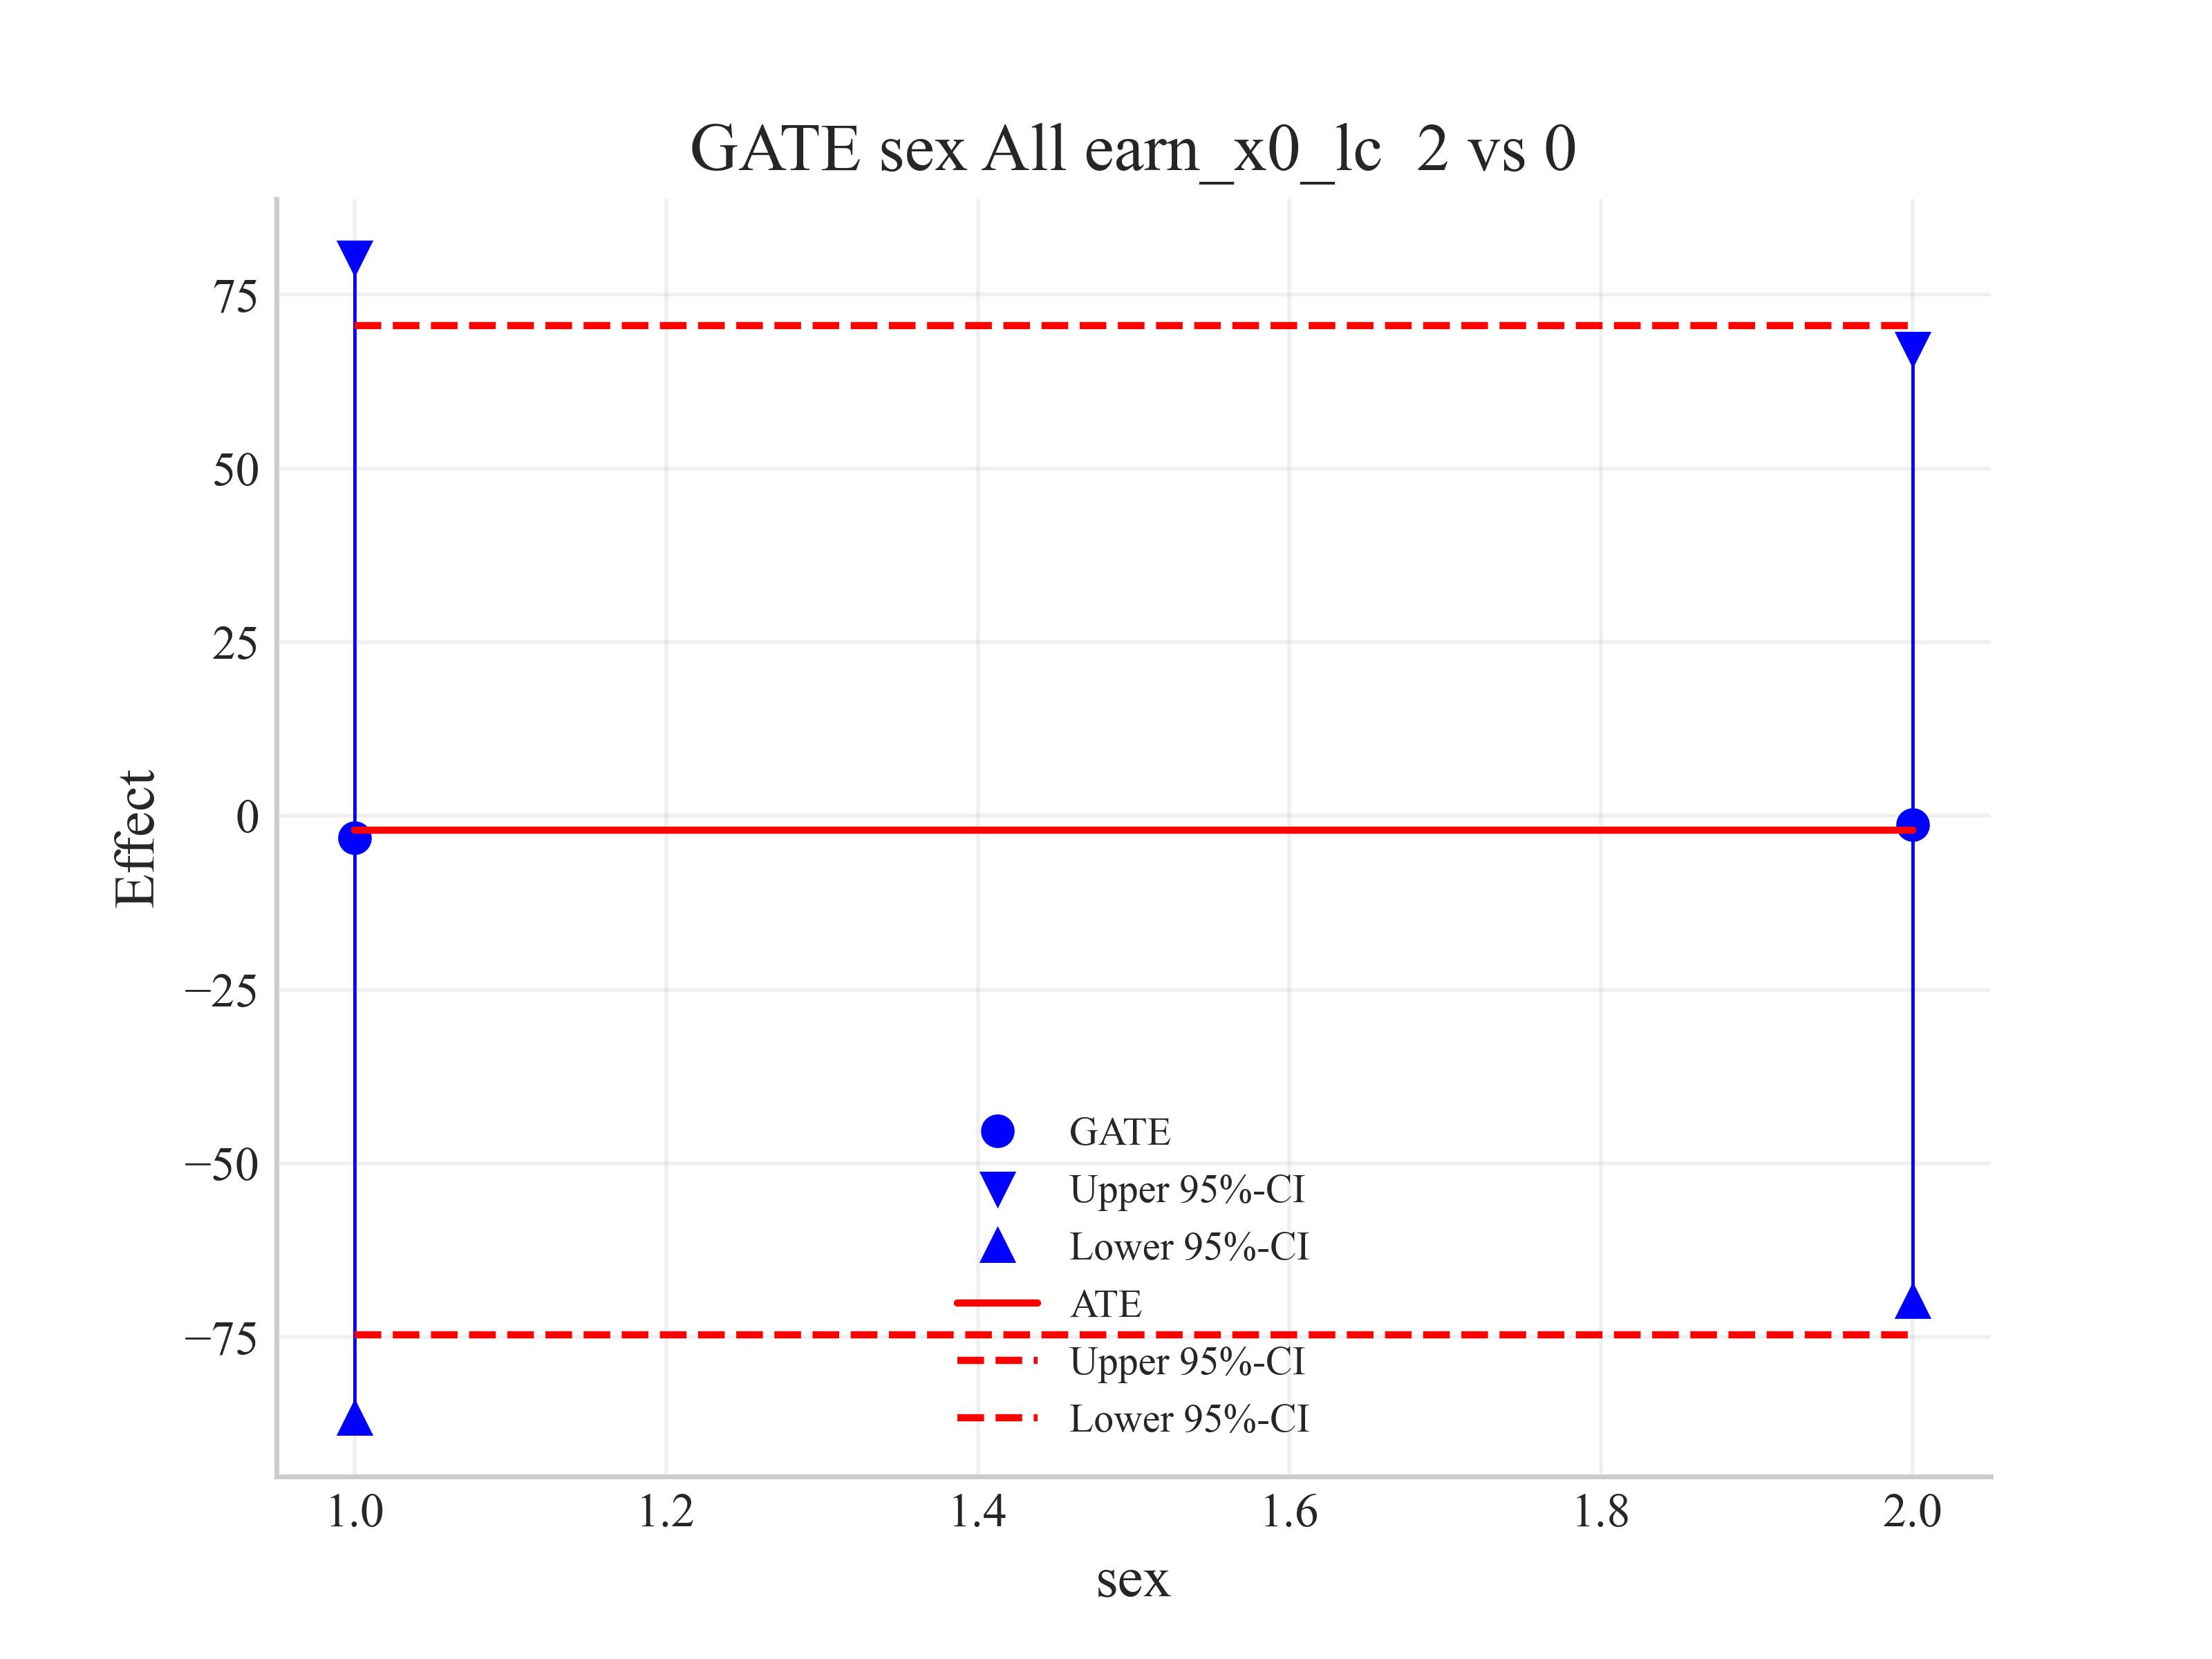 GATE sex All earn_x0_lc 2 vs 0
75
50
25
0
−25
−50
−75
Effect
GATE
Upper 95%-CI
Lower 95%-CI
ATE
Upper 95%-CI
Lower 95%-CI
1.0 1.2 1.4 1.6 1.8 2.0
sex